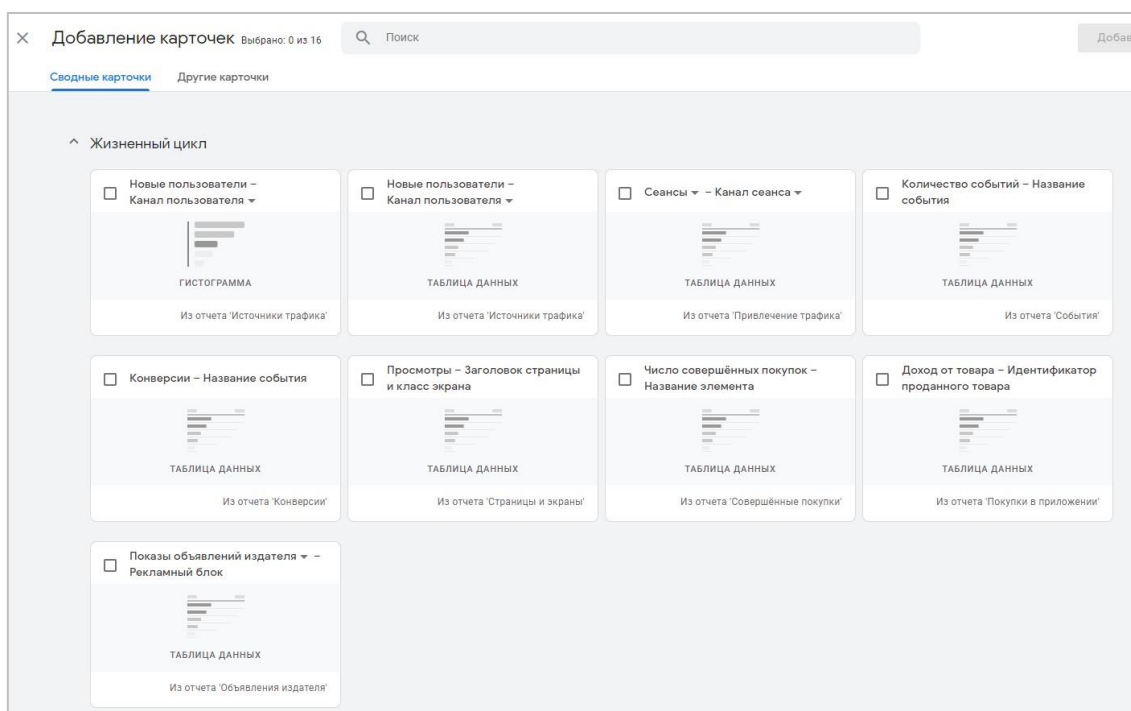 Добавление карточек Выбрано: 0 из 16
Поиск
Добав
Сводные карточки Другие карточки
Жизненный цикл
Новые пользователи –
Канал пользователя
ГИСТОГРАММА
Из отчета 'Источники трафика'
Новые пользователи –
Канал пользователя
ТАБЛИЦА ДАННЫХ
Из отчета 'Источники трафика'
Сеансы – Канал сеанса
ТАБЛИЦА ДАННЫХ
Из отчета 'Привлечение трафика'
Количество событий – Название
события
ТАБЛИЦА ДАННЫХ
Из отчета 'События'
Конверсии – Название события
ТАБЛИЦА ДАННЫХ
Из отчета 'Конверсии'
Просмотры – Заголовок страницы
и класс экрана
ТАБЛИЦА ДАННЫХ
Из отчета 'Страницы и экраны'
Число совершённых покупок –
Название элемента
ТАБЛИЦА ДАННЫХ
Из отчета 'Совершённые покупки'
Доход от товара – Идентификатор
проданного товара
ТАБЛИЦА ДАННЫХ
Из отчета 'Покупки в приложении'
Показы объявлений издателя –
Рекламный блок
ТАБЛИЦА ДАННЫХ
Из отчета 'Объявления издателя'